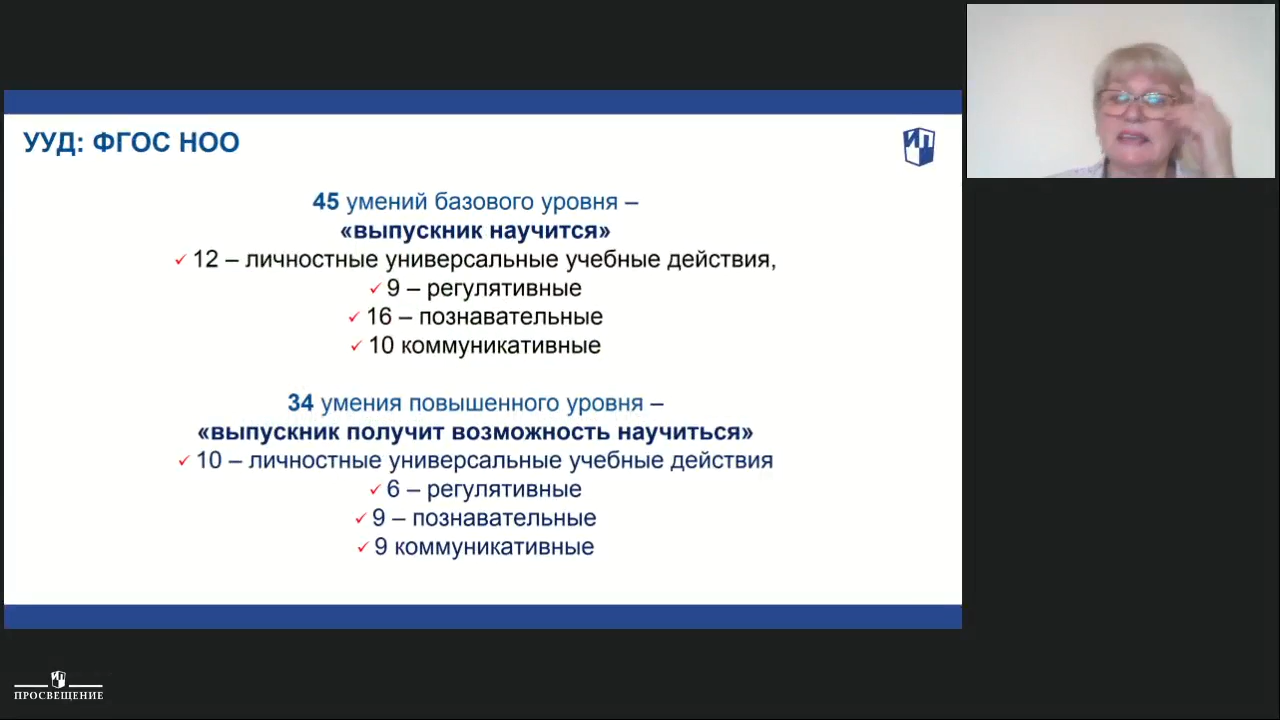 УУД: ФГОС НОО
45 умений базового уровня –
«выпускник научится»
✓ 12 – личностные универсальные учебные действия,
✓ 9 – регулятивные
✓ 16 – познавательные
✓ 10 коммуникативные
34 умения повышенного уровня –
«выпускник получит возможность научиться»
✓ 10 – личностные универсальные учебные действия
✓ 6 – регулятивные
✓ 9 – познавательные
✓ 9 коммуникативные
ПРОСВЕЩЕНИЕ